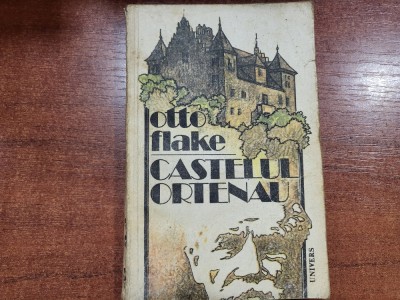 otto
flake
CASTELUL
ORTENAU
UNIVERS